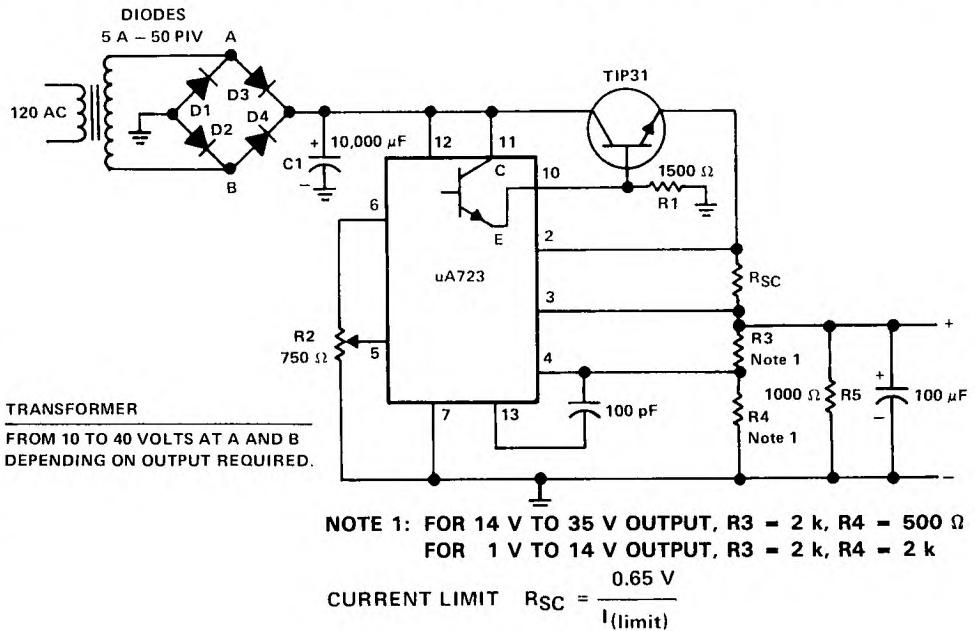 DIODES
5 A – 50 PIV
A
TIP31
120 AC
D1
D3
D2
D4
B
+
10,000 μF
C1
–
12
11
C
E
10
1500 Ω
R1
6
2
uA723
RSC
3
R2
750 Ω
5
4
R3
Note 1
+
1000 Ω
R5
+
100 μF
–
7
13
100 pF
R4
Note 1
–
TRANSFORMER
FROM 10 TO 40 VOLTS AT A AND B
DEPENDING ON OUTPUT REQUIRED.
NOTE 1: FOR 14 V TO 35 V OUTPUT, R3 = 2 k, R4 = 500 Ω
FOR 1 V TO 14 V OUTPUT, R3 = 2 k, R4 = 2 k
CURRENT LIMIT RSC = 0.65 V
I(limit)